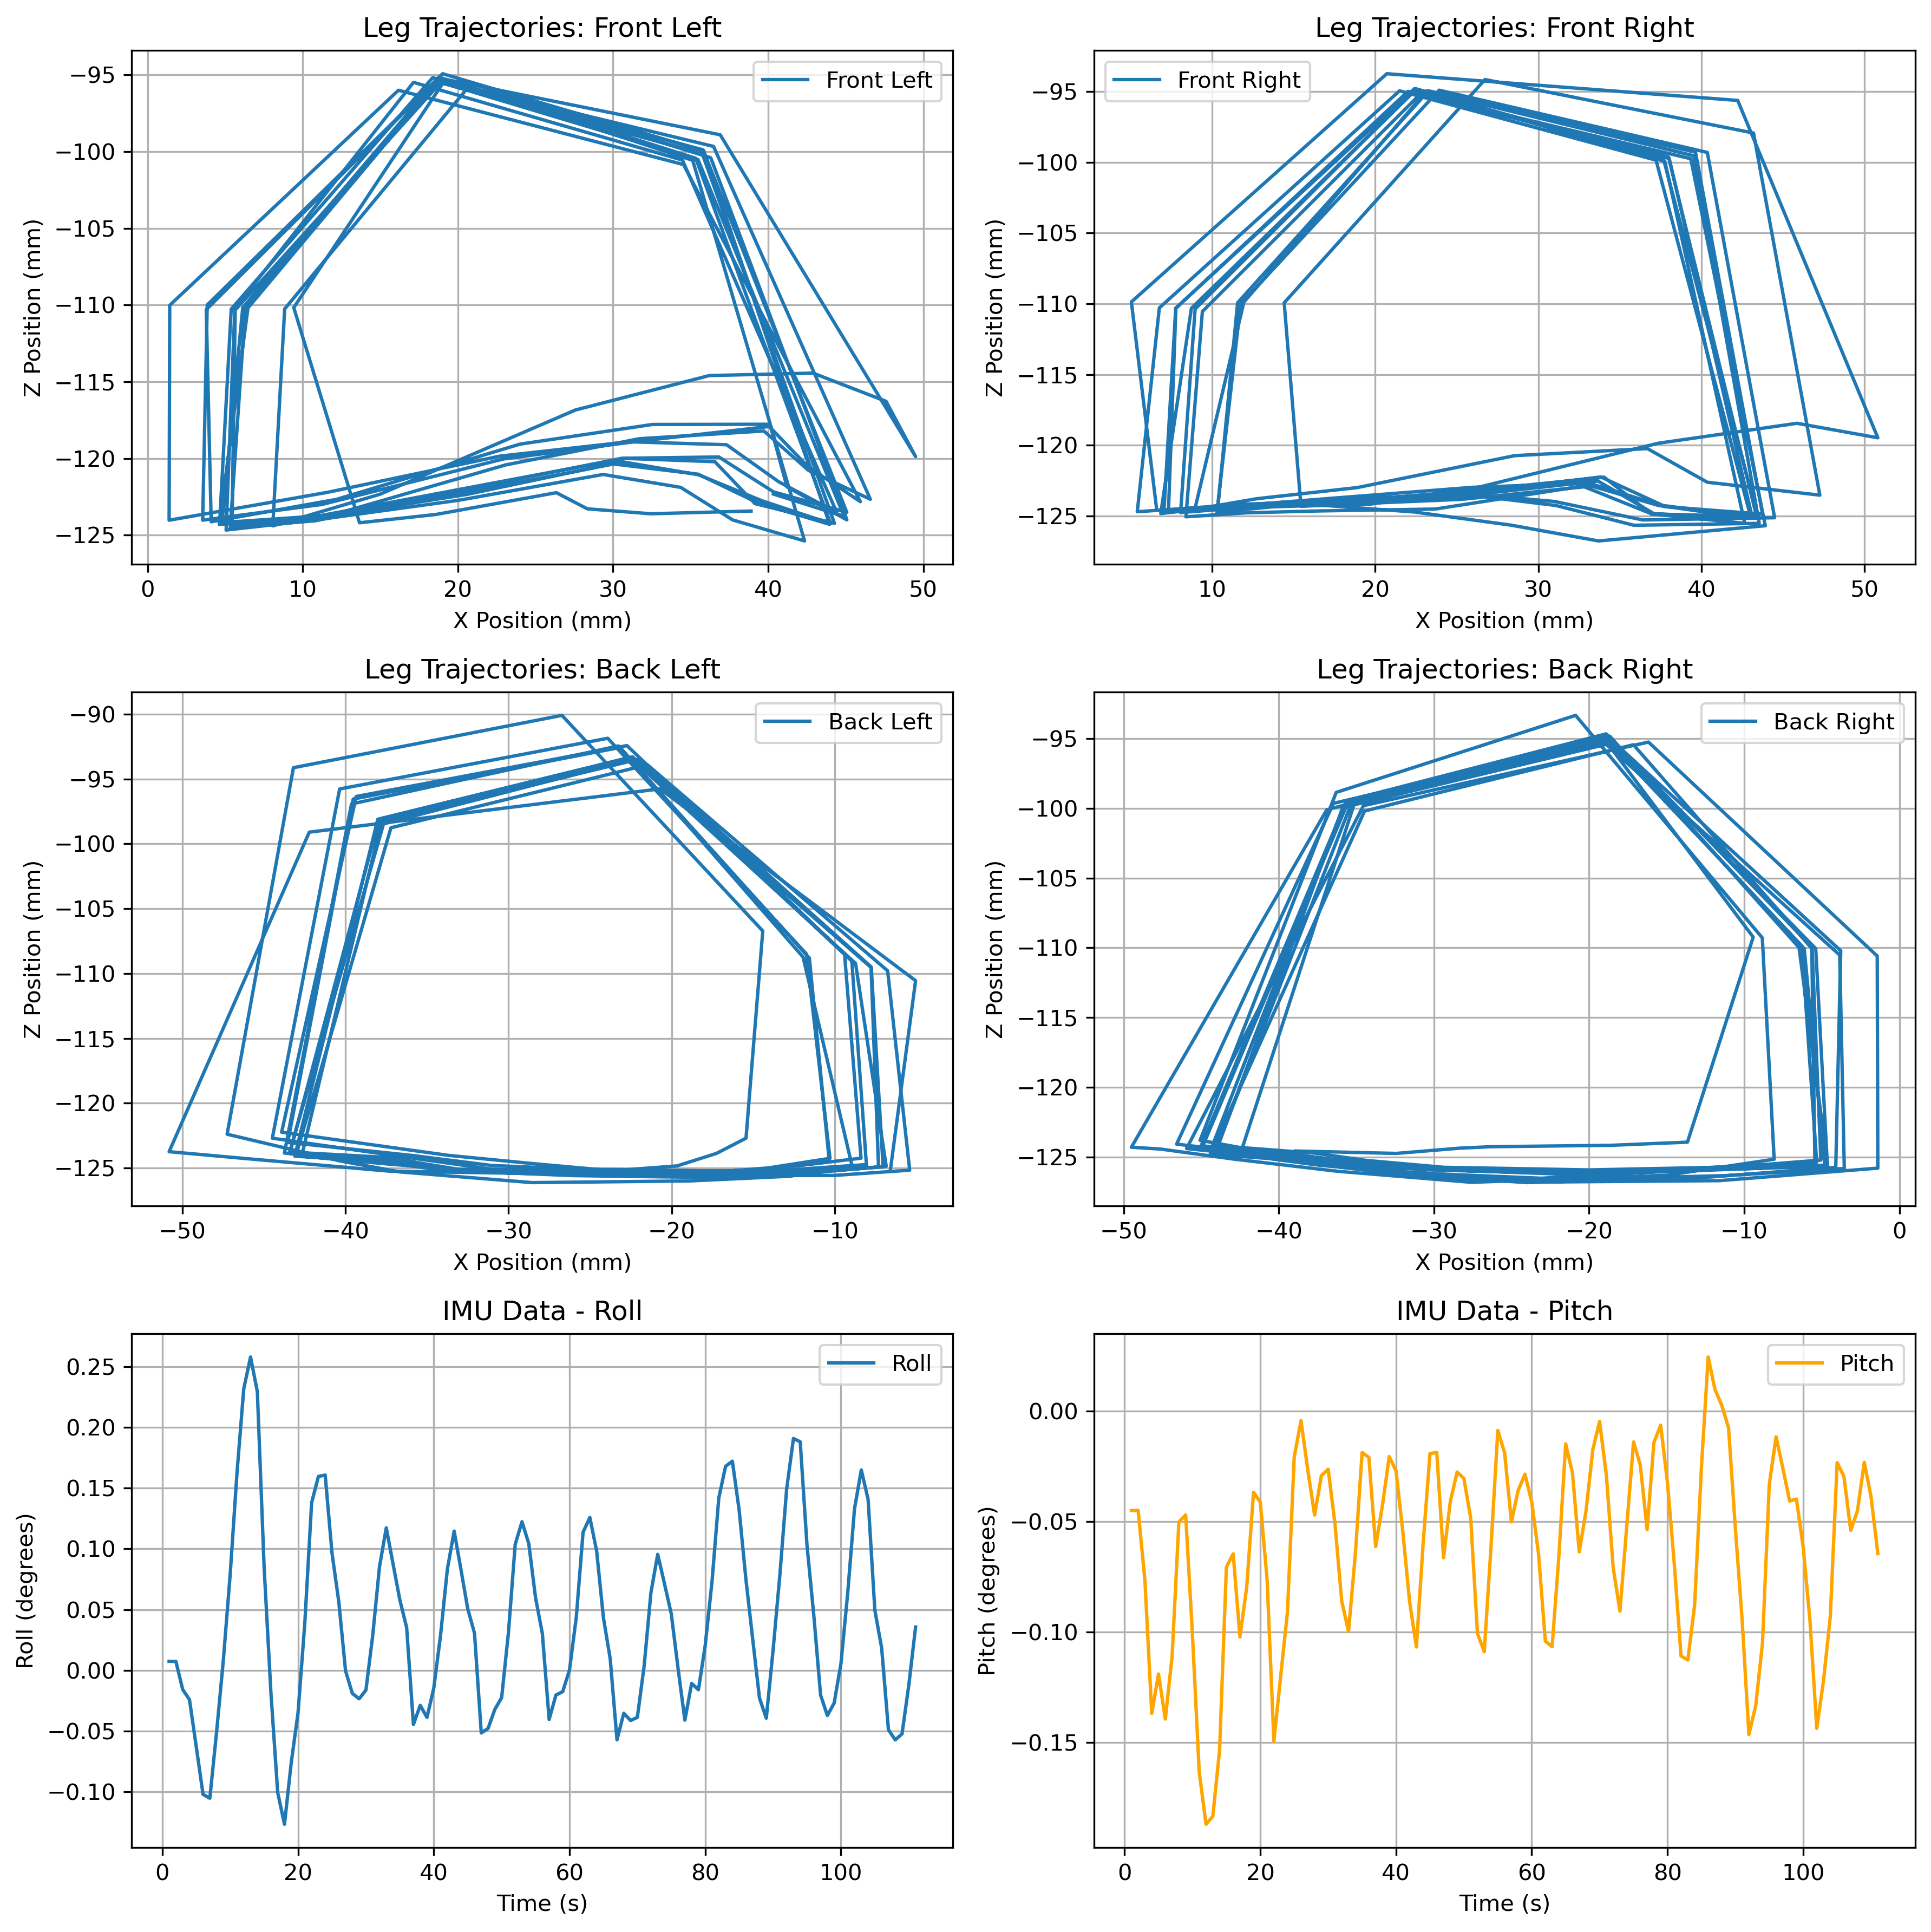 Leg Trajectories: Front Left
Front Left
−95
−100
−105
−110
−115
−120
−125
Z Position (mm)
0 10 20 30 40 50
X Position (mm)
Leg Trajectories: Front Right
Front Right
−95
−100
−105
−110
−115
−120
−125
Z Position (mm)
10 20 30 40 50
X Position (mm)
Leg Trajectories: Back Left
Back Left
−90
−95
−100
−105
−110
−115
−120
−125
Z Position (mm)
−50 −40 −30 −20 −10
X Position (mm)
Leg Trajectories: Back Right
Back Right
−95
−100
−105
−110
−115
−120
−125
Z Position (mm)
−50 −40 −30 −20 −10 0
X Position (mm)
IMU Data - Roll
Roll
0.25
0.20
0.15
0.10
0.05
0.00
−0.05
−0.10
Roll (degrees)
0 20 40 60 80 100
Time (s)
IMU Data - Pitch
Pitch
0.00
−0.05
−0.10
−0.15
Pitch (degrees)
0 20 40 60 80 100
Time (s)